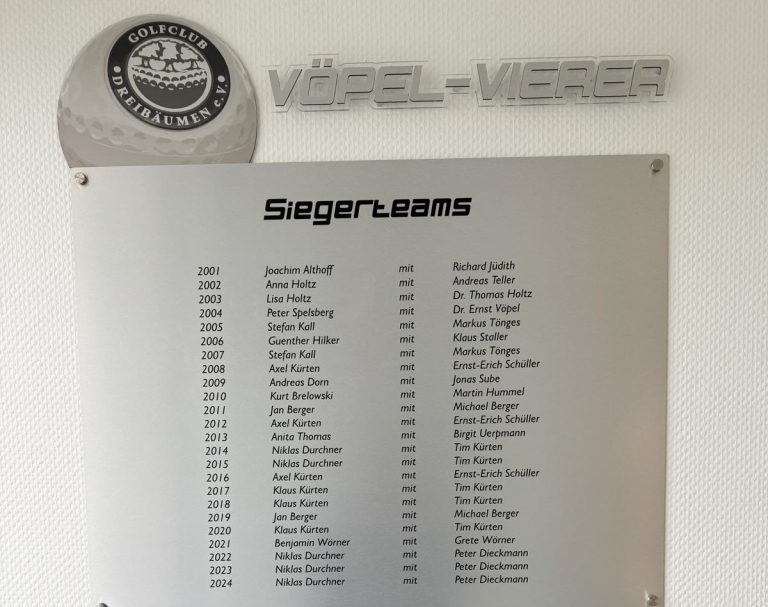 GOLFCLUB
DREIBÄUMEN e.V.
VÖPEL-VIERER
Siegerteams
2001 Joachim Althoff mit Richard Jüdith
2002 Anna Holtz mit Andreas Teller
2003 Lisa Holtz mit Dr. Thomas Holtz
2004 Peter Spelsberg mit Dr. Ernst Vöpel
2005 Stefan Kall mit Markus Tönges
2006 Guenther Hilker mit Klaus Staller
2007 Stefan Kall mit Markus Tönges
2008 Axel Kürten mit Ernst-Erich Schüller
2009 Andreas Dorn mit Jonas Sube
2010 Kurt Brelowski mit Martin Hummel
2011 Jan Berger mit Michael Berger
2012 Axel Kürten mit Ernst-Erich Schüller
2013 Anita Thomas mit Birgit Uerpmann
2014 Niklas Durchner mit Tim Kürten
2015 Niklas Durchner mit Tim Kürten
2016 Axel Kürten mit Ernst-Erich Schüller
2017 Klaus Kürten mit Tim Kürten
2018 Klaus Kürten mit Tim Kürten
2019 Jan Berger mit Michael Berger
2020 Klaus Kürten mit Tim Kürten
2021 Benjamin Wörner mit Grete Wörner
2022 Niklas Durchner mit Peter Dieckmann
2023 Niklas Durchner mit Peter Dieckmann
2024 Niklas Durchner mit Peter Dieckmann